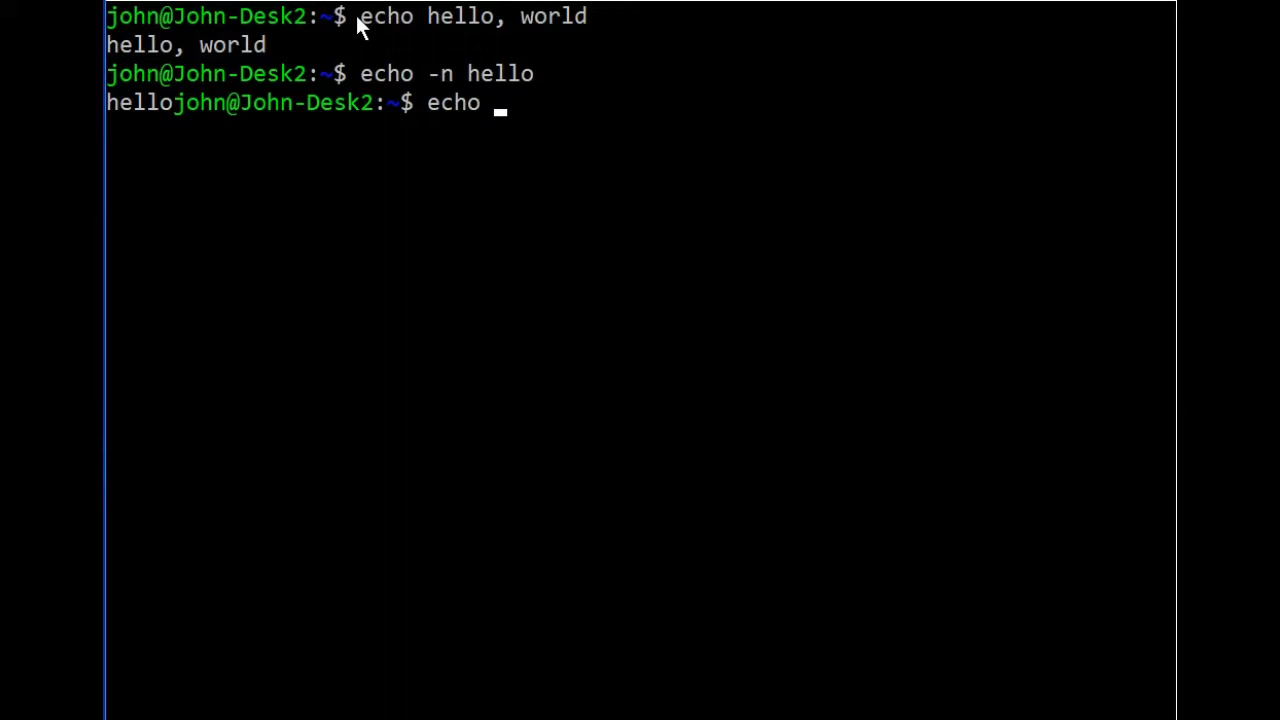 john@John-Desk2:~$ echo hello, world
hello, world
john@John-Desk2:~$ echo -n hello
hellojohn@John-Desk2:~$ echo